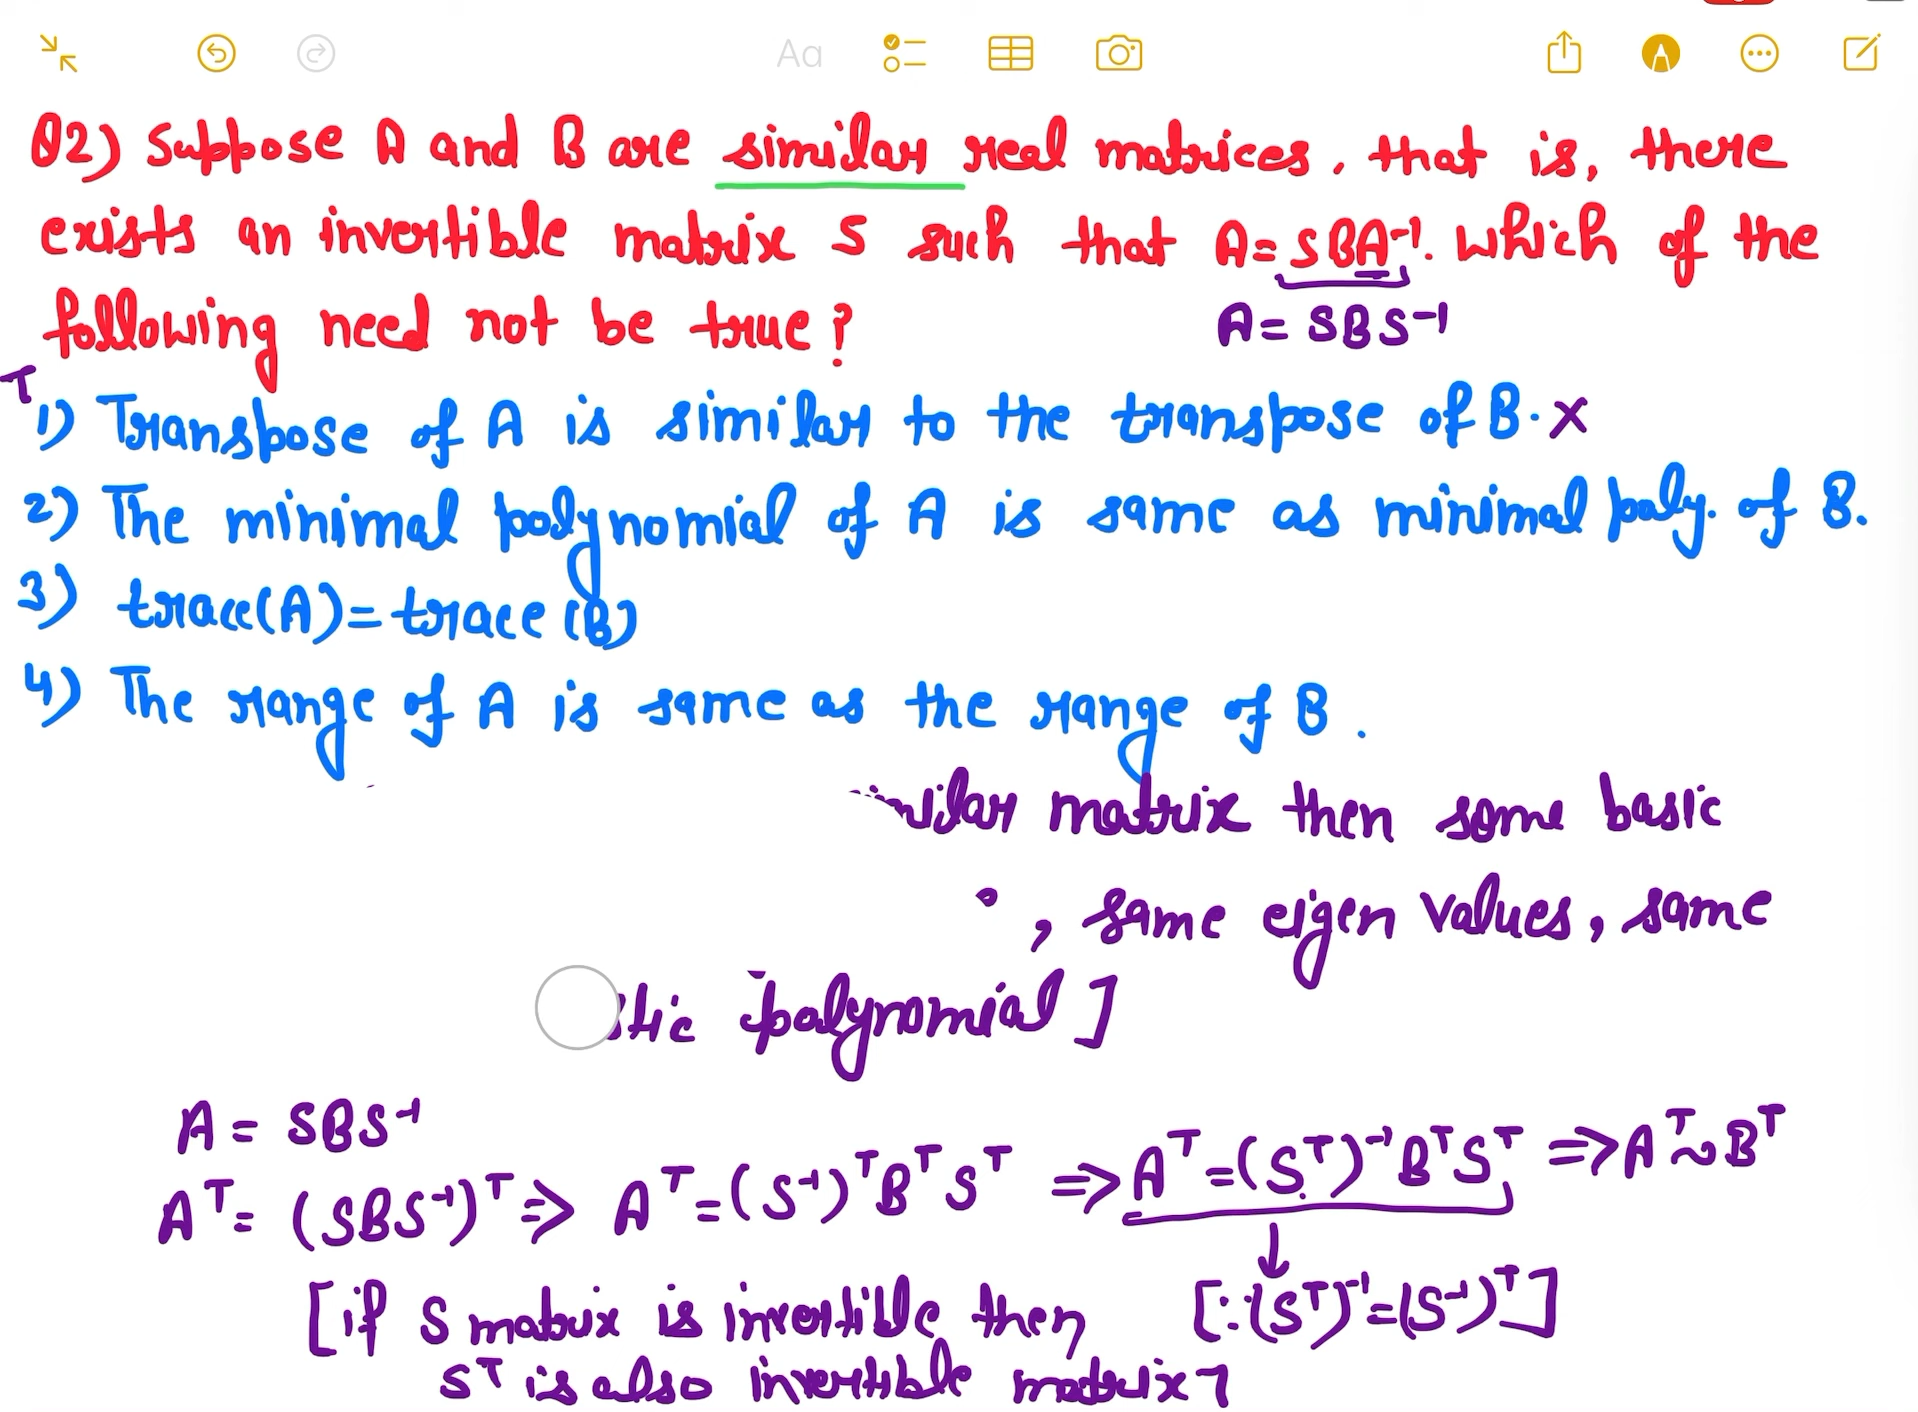 Aa
Q2) Suppose A and B are similar real matrices, that is, there
exists an invertible matrix S such that A=SBA⁻¹. which of the
following need not be true?
A=SBS⁻¹
T
1) Transpose of A is similar to the transpose of B. X
2) The minimal polynomial of A is same as minimal poly. of B.
3) trace(A)=trace(B)
4) The range of A is same as the range of B.
matrix then some basic
, same eigen values, same
polynomial]
A=SBS⁻¹
Aᵀ=(SBS⁻¹)ᵀ⇒ Aᵀ=(S⁻¹)ᵀBᵀSᵀ ⇒Aᵀ=(Sᵀ)⁻¹BᵀSᵀ ⇒Aᵀ~Bᵀ
[if S matrix is invertible then [∵(Sᵀ)⁻¹=(S⁻¹)ᵀ]
Sᵀ is also invertible matrix]